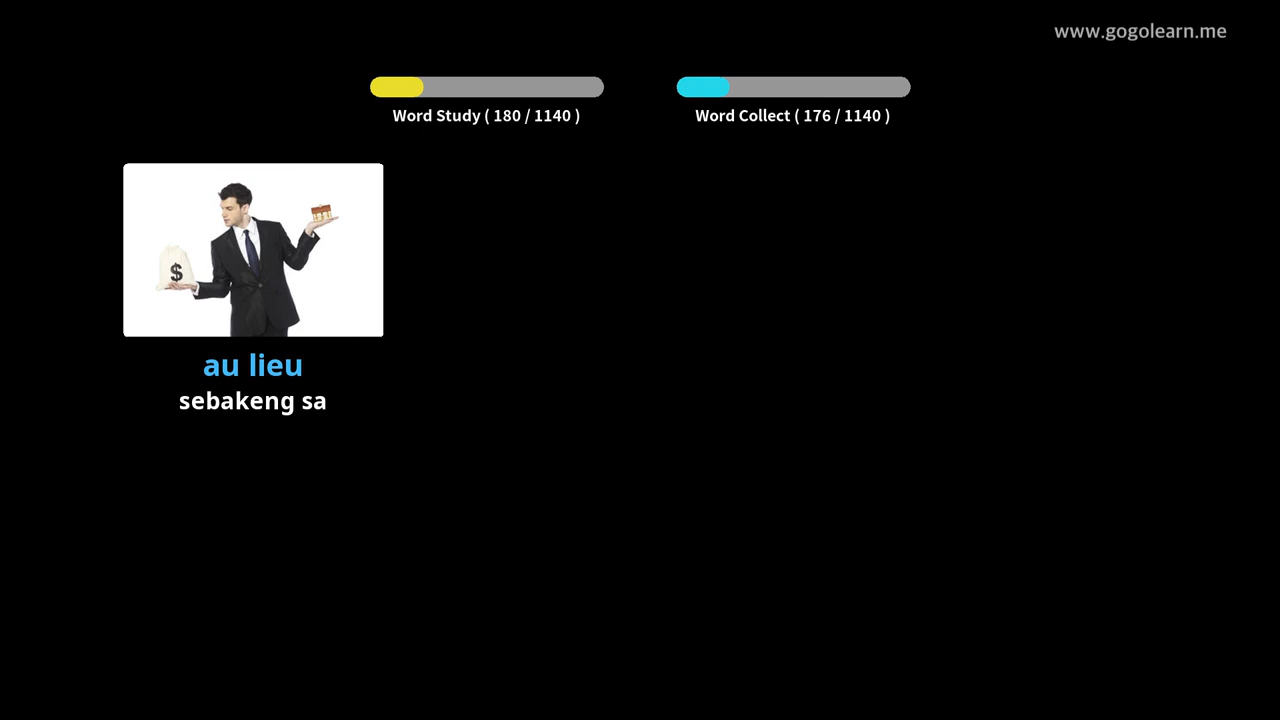 www.gogolearn.me
Word Study ( 180 / 1140 )
Word Collect ( 176 / 1140 )
$
au lieu
sebakeng sa